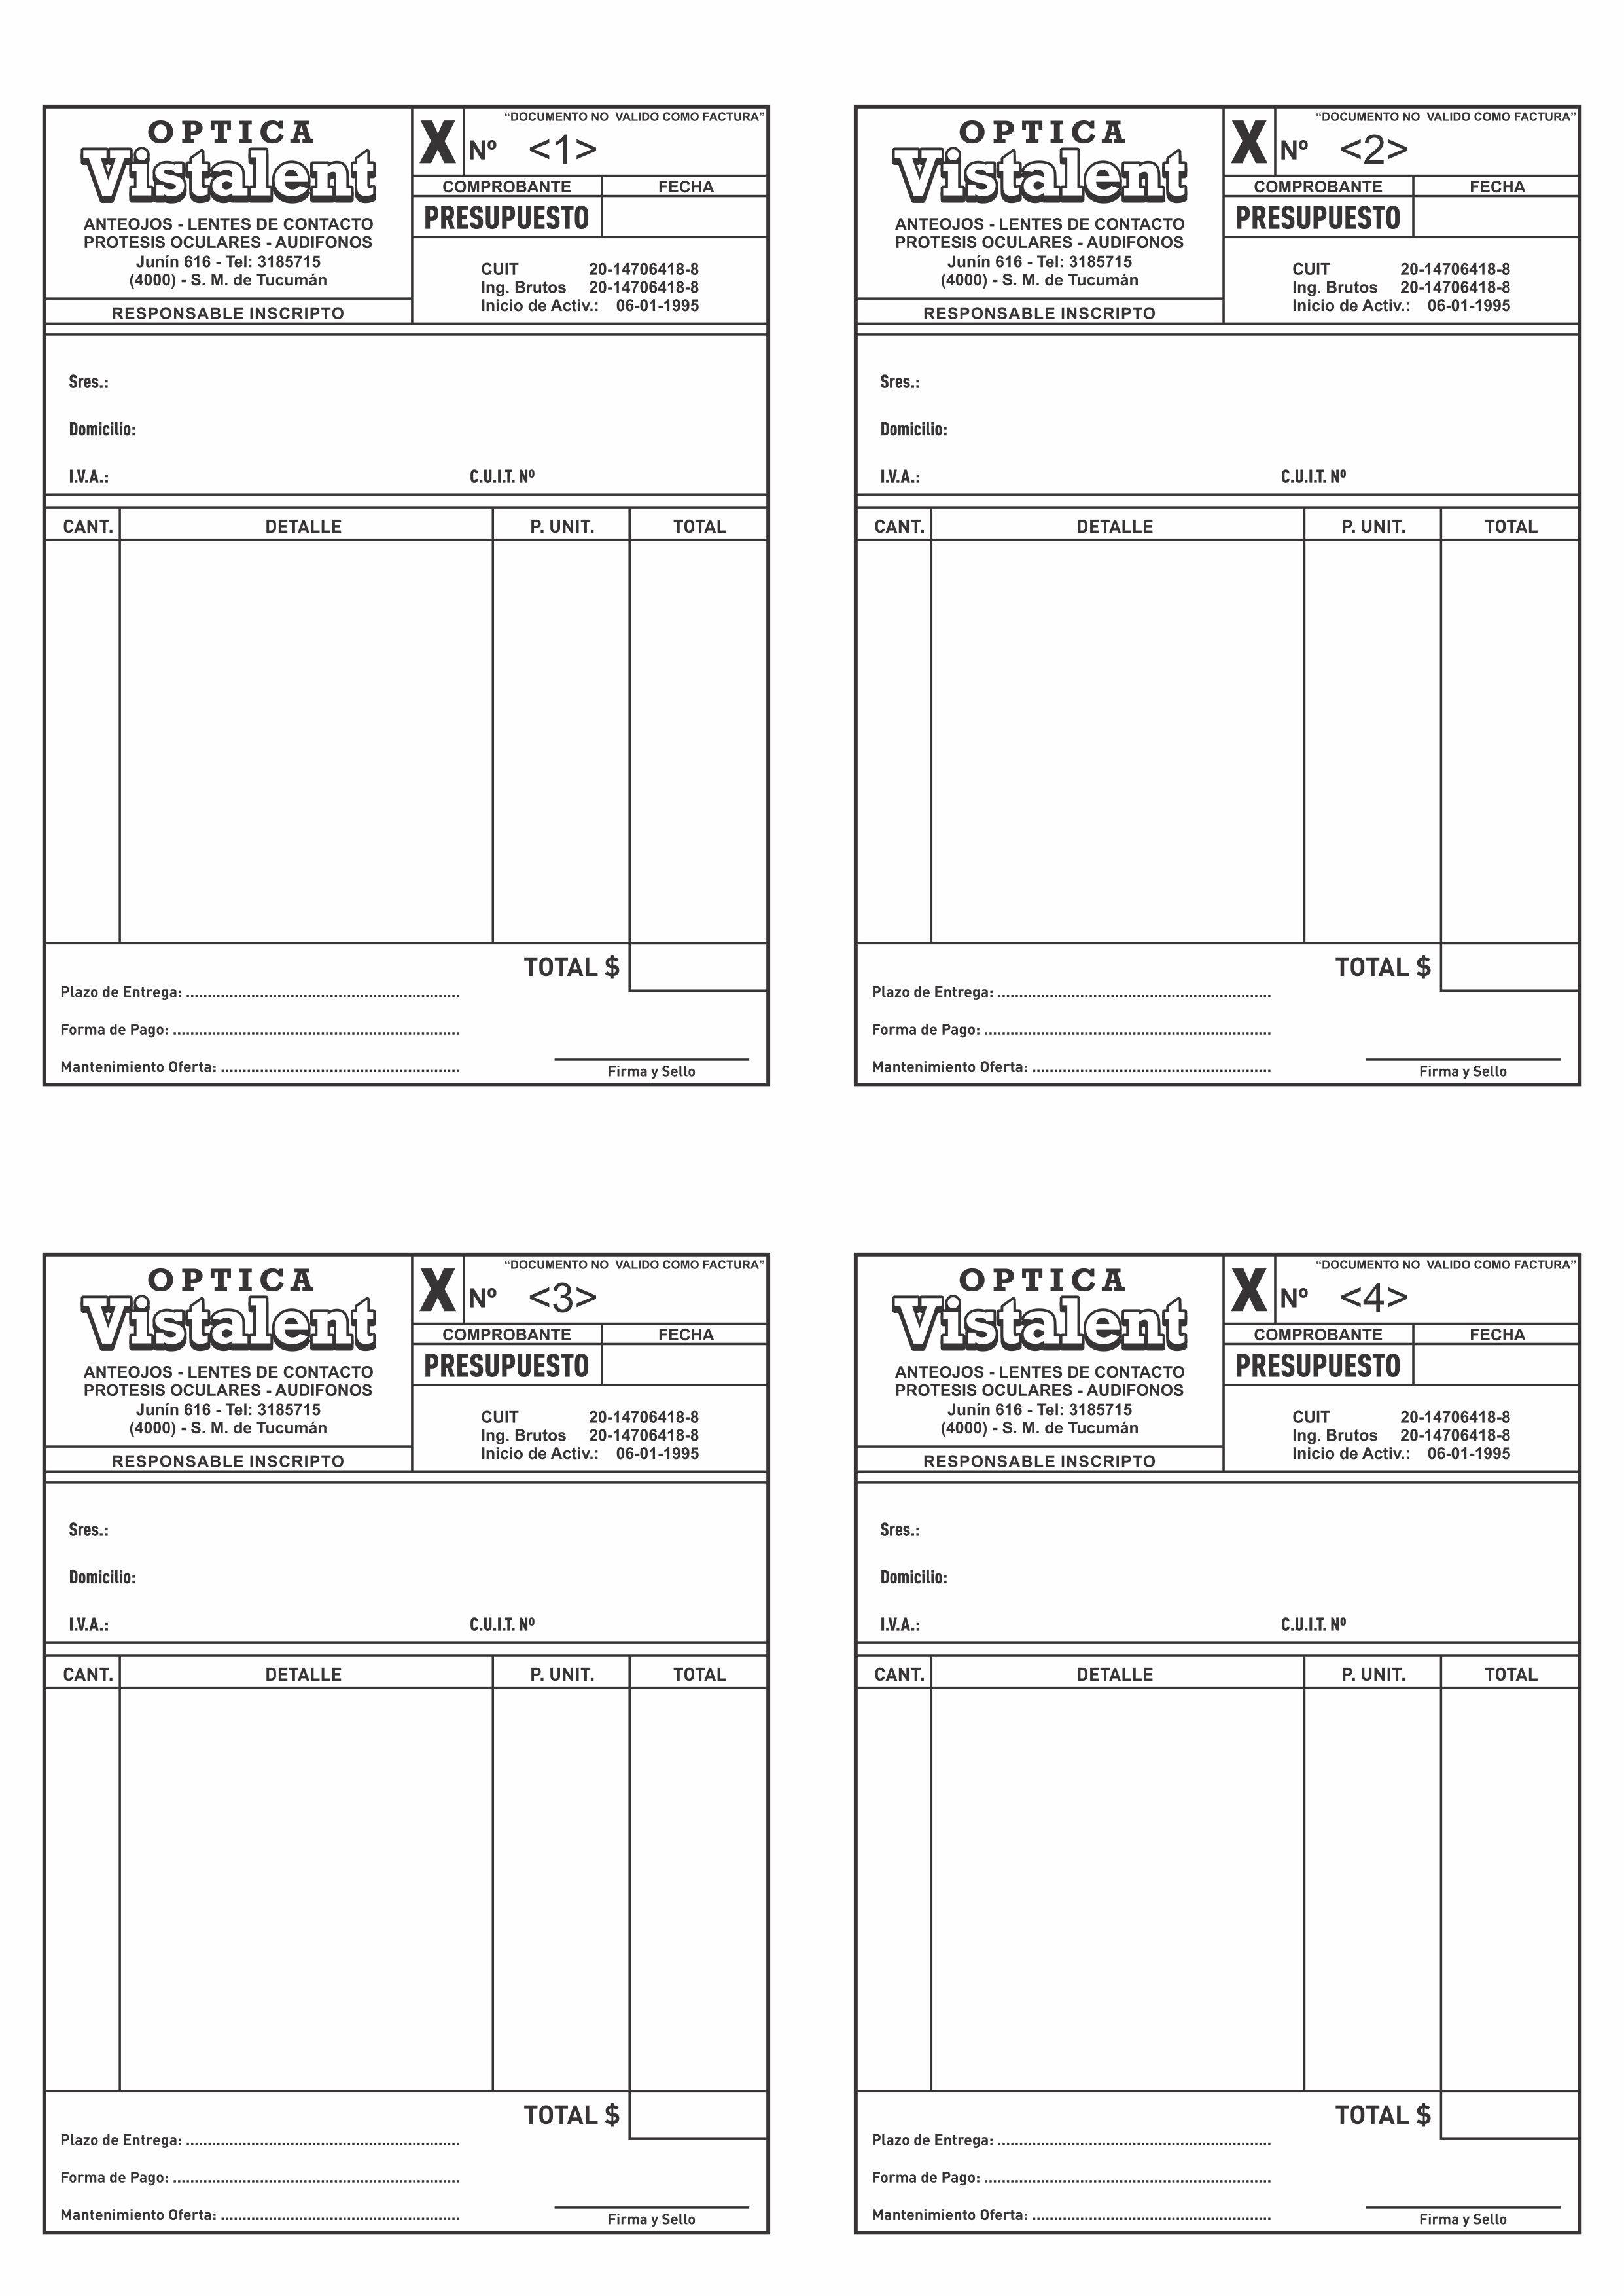 OPTICA
Vistalent
ANTEOJOS - LENTES DE CONTACTO
PROTESIS OCULARES - AUDIFONOS
Junín 616 - Tel: 3185715
(4000) - S. M. de Tucumán
RESPONSABLE INSCRIPTO
X
“DOCUMENTO NO VALIDO COMO FACTURA”
Nº <1>
COMPROBANTE FECHA
PRESUPUESTO
CUIT 20-14706418-8
Ing. Brutos 20-14706418-8
Inicio de Activ.: 06-01-1995
Sres.:
Domicilio:
I.V.A.: C.U.I.T. Nº
CANT. DETALLE P. UNIT. TOTAL
TOTAL $
Plazo de Entrega: ...............................................................
Forma de Pago: ..................................................................
Mantenimiento Oferta: .......................................................
Firma y Sello
OPTICA
Vistalent
ANTEOJOS - LENTES DE CONTACTO
PROTESIS OCULARES - AUDIFONOS
Junín 616 - Tel: 3185715
(4000) - S. M. de Tucumán
RESPONSABLE INSCRIPTO
X
“DOCUMENTO NO VALIDO COMO FACTURA”
Nº <2>
COMPROBANTE FECHA
PRESUPUESTO
CUIT 20-14706418-8
Ing. Brutos 20-14706418-8
Inicio de Activ.: 06-01-1995
Sres.:
Domicilio:
I.V.A.: C.U.I.T. Nº
CANT. DETALLE P. UNIT. TOTAL
TOTAL $
Plazo de Entrega: ...............................................................
Forma de Pago: ..................................................................
Mantenimiento Oferta: .......................................................
Firma y Sello
OPTICA
Vistalent
ANTEOJOS - LENTES DE CONTACTO
PROTESIS OCULARES - AUDIFONOS
Junín 616 - Tel: 3185715
(4000) - S. M. de Tucumán
RESPONSABLE INSCRIPTO
X
“DOCUMENTO NO VALIDO COMO FACTURA”
Nº <3>
COMPROBANTE FECHA
PRESUPUESTO
CUIT 20-14706418-8
Ing. Brutos 20-14706418-8
Inicio de Activ.: 06-01-1995
Sres.:
Domicilio:
I.V.A.: C.U.I.T. Nº
CANT. DETALLE P. UNIT. TOTAL
TOTAL $
Plazo de Entrega: ...............................................................
Forma de Pago: ..................................................................
Mantenimiento Oferta: .......................................................
Firma y Sello
OPTICA
Vistalent
ANTEOJOS - LENTES DE CONTACTO
PROTESIS OCULARES - AUDIFONOS
Junín 616 - Tel: 3185715
(4000) - S. M. de Tucumán
RESPONSABLE INSCRIPTO
X
“DOCUMENTO NO VALIDO COMO FACTURA”
Nº <4>
COMPROBANTE FECHA
PRESUPUESTO
CUIT 20-14706418-8
Ing. Brutos 20-14706418-8
Inicio de Activ.: 06-01-1995
Sres.:
Domicilio:
I.V.A.: C.U.I.T. Nº
CANT. DETALLE P. UNIT. TOTAL
TOTAL $
Plazo de Entrega: ...............................................................
Forma de Pago: ..................................................................
Mantenimiento Oferta: .......................................................
Firma y Sello